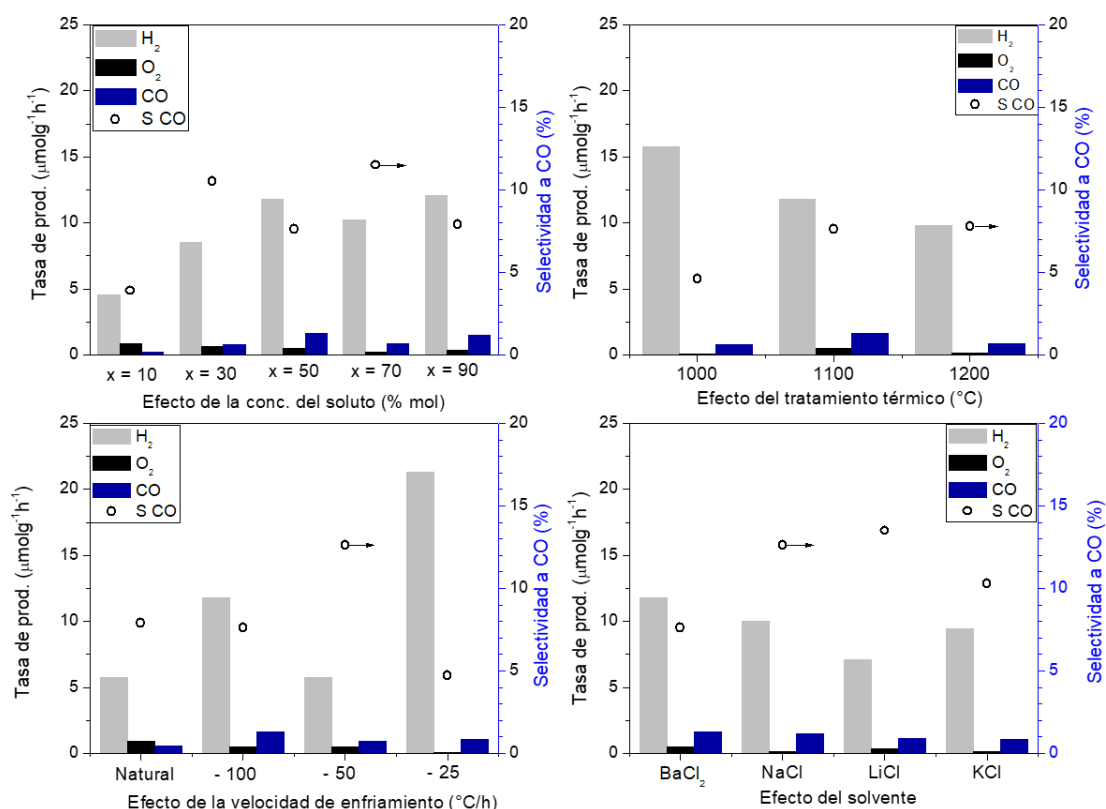 25
20
15
10
5
0
Tasa de prod. (μmolg⁻¹h⁻¹)
H₂
O₂
CO
S CO
20
15
10
5
0
Selectividad a CO (%)
x = 10 x = 30 x = 50 x = 70 x = 90
Efecto de la conc. del soluto (% mol)
25
20
15
10
5
0
Tasa de prod. (μmolg⁻¹h⁻¹)
H₂
O₂
CO
S CO
20
15
10
5
0
Selectividad a CO (%)
1000 1100 1200
Efecto del tratamiento térmico (°C)
25
20
15
10
5
0
Tasa de prod. (μmolg⁻¹h⁻¹)
H₂
O₂
CO
S CO
20
15
10
5
0
Selectividad a CO (%)
Natural - 100 - 50 - 25
Efecto de la velocidad de enfriamiento (°C/h)
25
20
15
10
5
0
Tasa de prod. (μmolg⁻¹h⁻¹)
H₂
O₂
CO
S CO
20
15
10
5
0
Selectividad a CO (%)
BaCl₂ NaCl LiCl KCl
Efecto del solvente